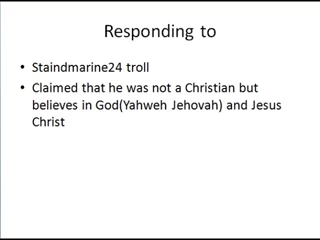 Responding to
• Staindmarine24 troll
• Claimed that he was not a Christian but
believes in God(Yahweh Jehovah) and Jesus
Christ